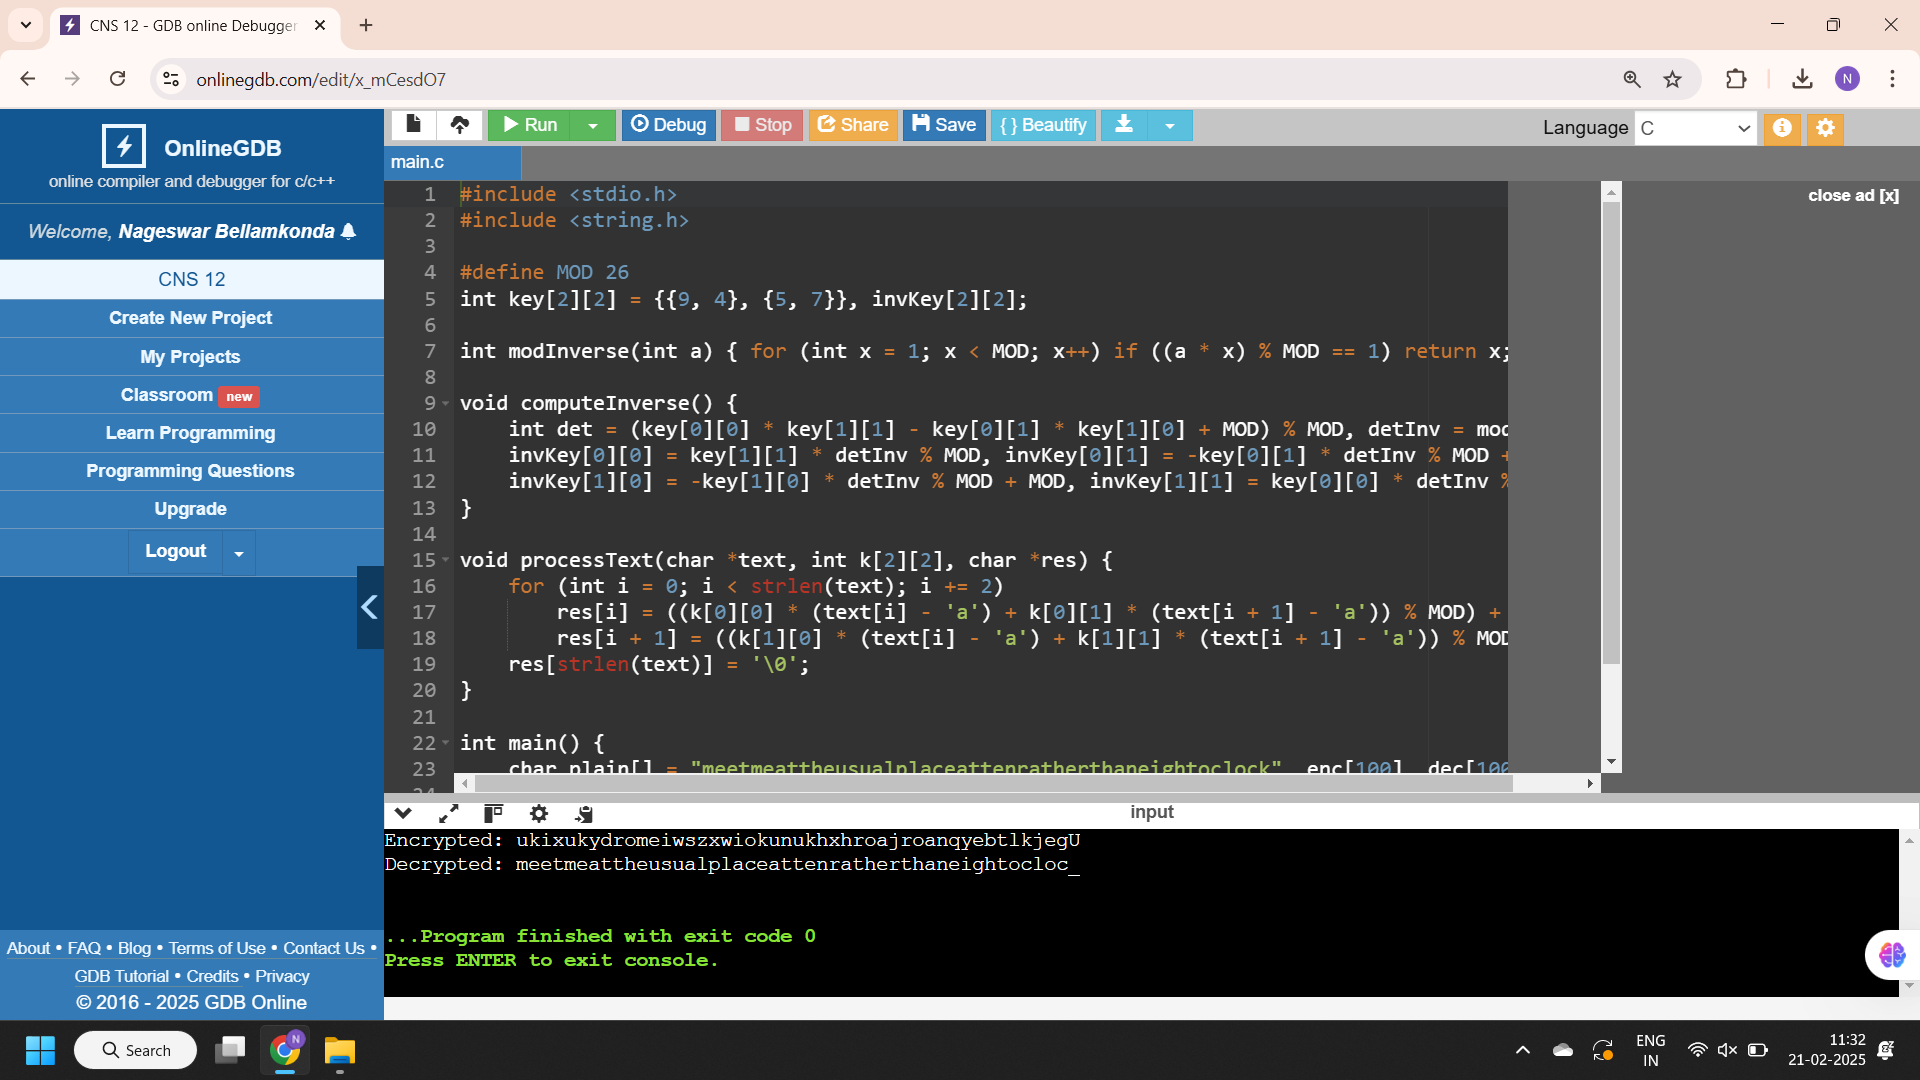 CNS 12 - GDB online Debugger
onlinegdb.com/edit/x_mCesdO7
N
OnlineGDB
online compiler and debugger for c/c++
Welcome, Nageswar Bellamkonda
CNS 12
Create New Project
My Projects
Classroom new
Learn Programming
Programming Questions
Upgrade
Logout
About • FAQ • Blog • Terms of Use • Contact Us •
GDB Tutorial • Credits • Privacy
© 2016 - 2025 GDB Online
Run Debug Stop Share Save { } Beautify
Language C
main.c
close ad [x]
1 #include <stdio.h>
2 #include <string.h>
3
4 #define MOD 26
5 int key[2][2] = {{9, 4}, {5, 7}}, invKey[2][2];
6
7 int modInverse(int a) { for (int x = 1; x < MOD; x++) if ((a * x) % MOD == 1) return x;
8
9 void computeInverse() {
10 int det = (key[0][0] * key[1][1] - key[0][1] * key[1][0] + MOD) % MOD, detInv = mod
11 invKey[0][0] = key[1][1] * detInv % MOD, invKey[0][1] = -key[0][1] * detInv % MOD +
12 invKey[1][0] = -key[1][0] * detInv % MOD + MOD, invKey[1][1] = key[0][0] * detInv %
13 }
14
15 void processText(char *text, int k[2][2], char *res) {
16 for (int i = 0; i < strlen(text); i += 2)
17 res[i] = ((k[0][0] * (text[i] - 'a') + k[0][1] * (text[i + 1] - 'a')) % MOD) +
18 res[i + 1] = ((k[1][0] * (text[i] - 'a') + k[1][1] * (text[i + 1] - 'a')) % MOD
19 res[strlen(text)] = '\0';
20 }
21
22 int main() {
23 char plain[] = "meetmeattheusualplaceattenratherthaneightoclock", enc[100], dec[100
input
Encrypted: ukixukydromeiwszxwiokunukhxhroajroanqyebtlkjegU
Decrypted: meetmeattheusualplaceattenratherthaneightocloc_
...Program finished with exit code 0
Press ENTER to exit console.
Search
N
ENG
IN
11:32
21-02-2025